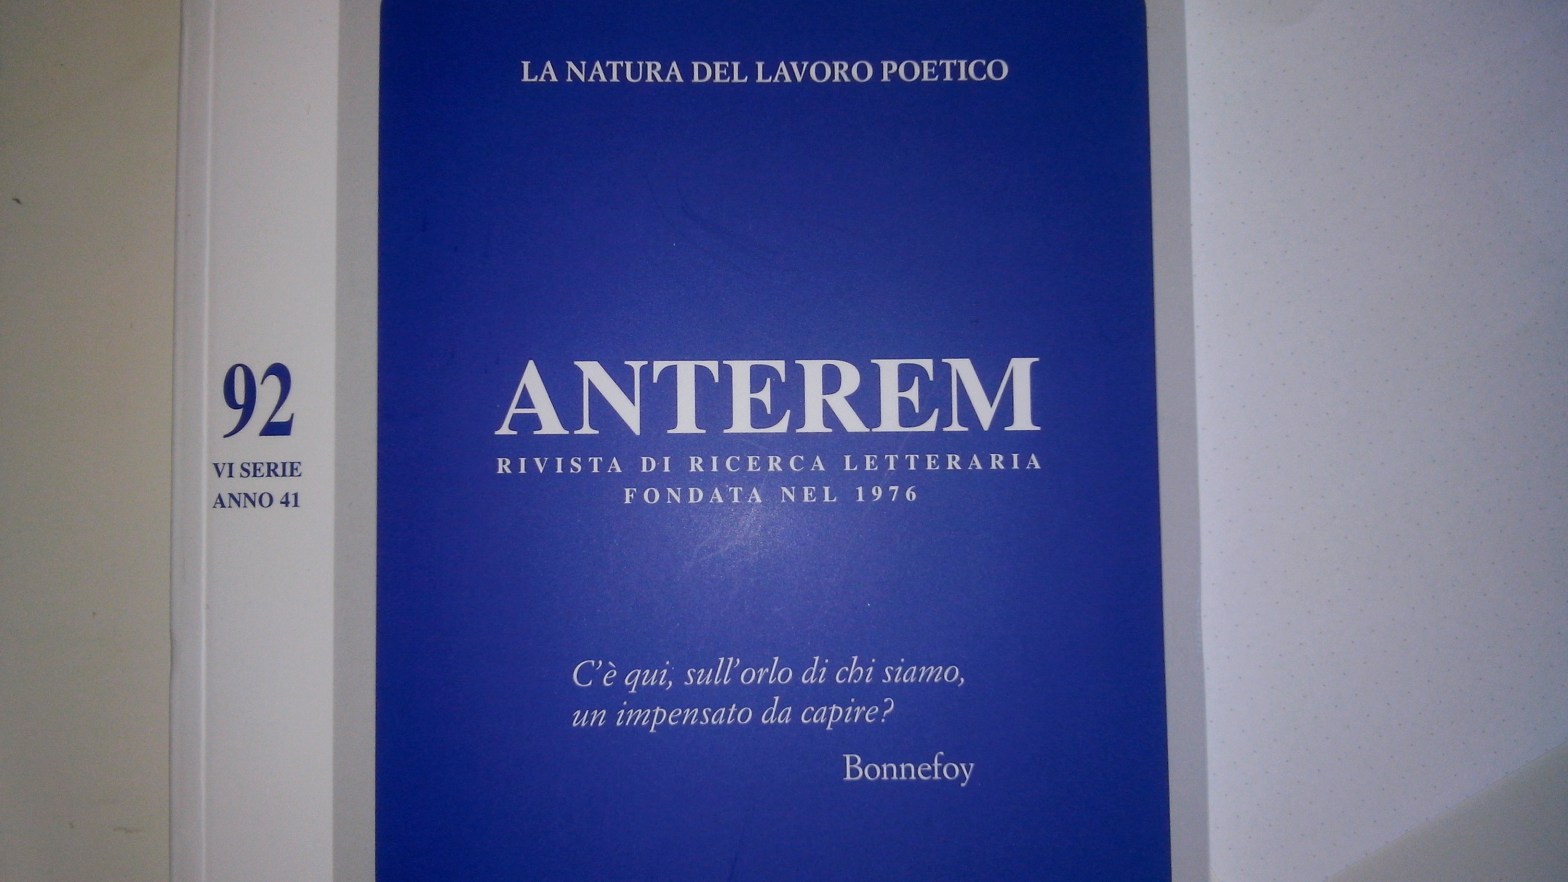 LA NATURA DEL LAVORO POETICO
92
VI SERIE
ANNO 41
ANTEREM
RIVISTA DI RICERCA LETTERARIA
FONDATA NEL 1976
C'è qui, sull'orlo di chi siamo,
un impensato da capire?
Bonnefoy